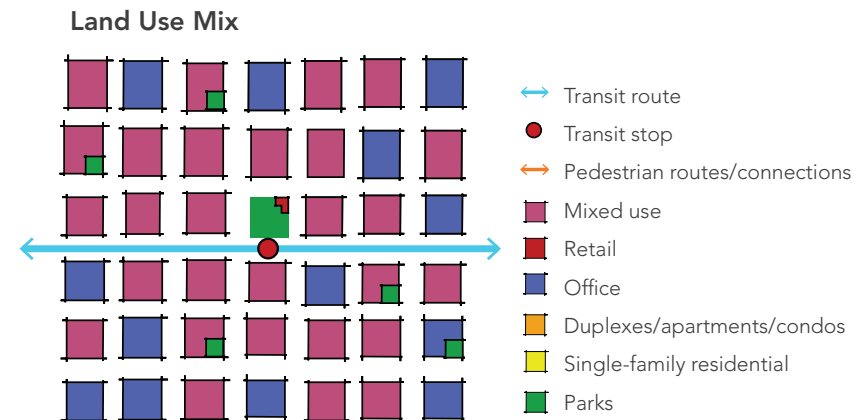 Land Use Mix
Transit route
Transit stop
Pedestrian routes/connections
Mixed use
Retail
Office
Duplexes/apartments/condos
Single-family residential
Parks